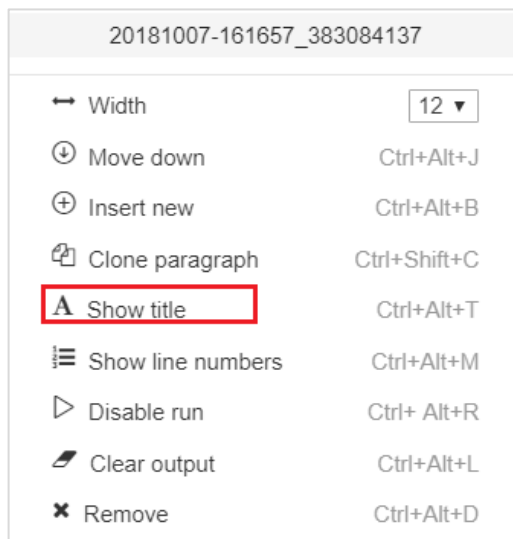 20181007-161657_383084137
Width 12
Move down Ctrl+Alt+J
Insert new Ctrl+Alt+B
Clone paragraph Ctrl+Shift+C
A Show title Ctrl+Alt+T
Show line numbers Ctrl+Alt+M
Disable run Ctrl+ Alt+R
Clear output Ctrl+Alt+L
Remove Ctrl+Alt+D